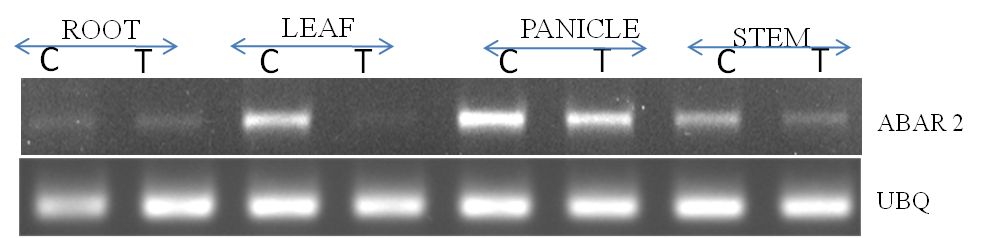 ROOT LEAF PANICLE STEM
C T C T C T C T
ABAR 2
UBQ